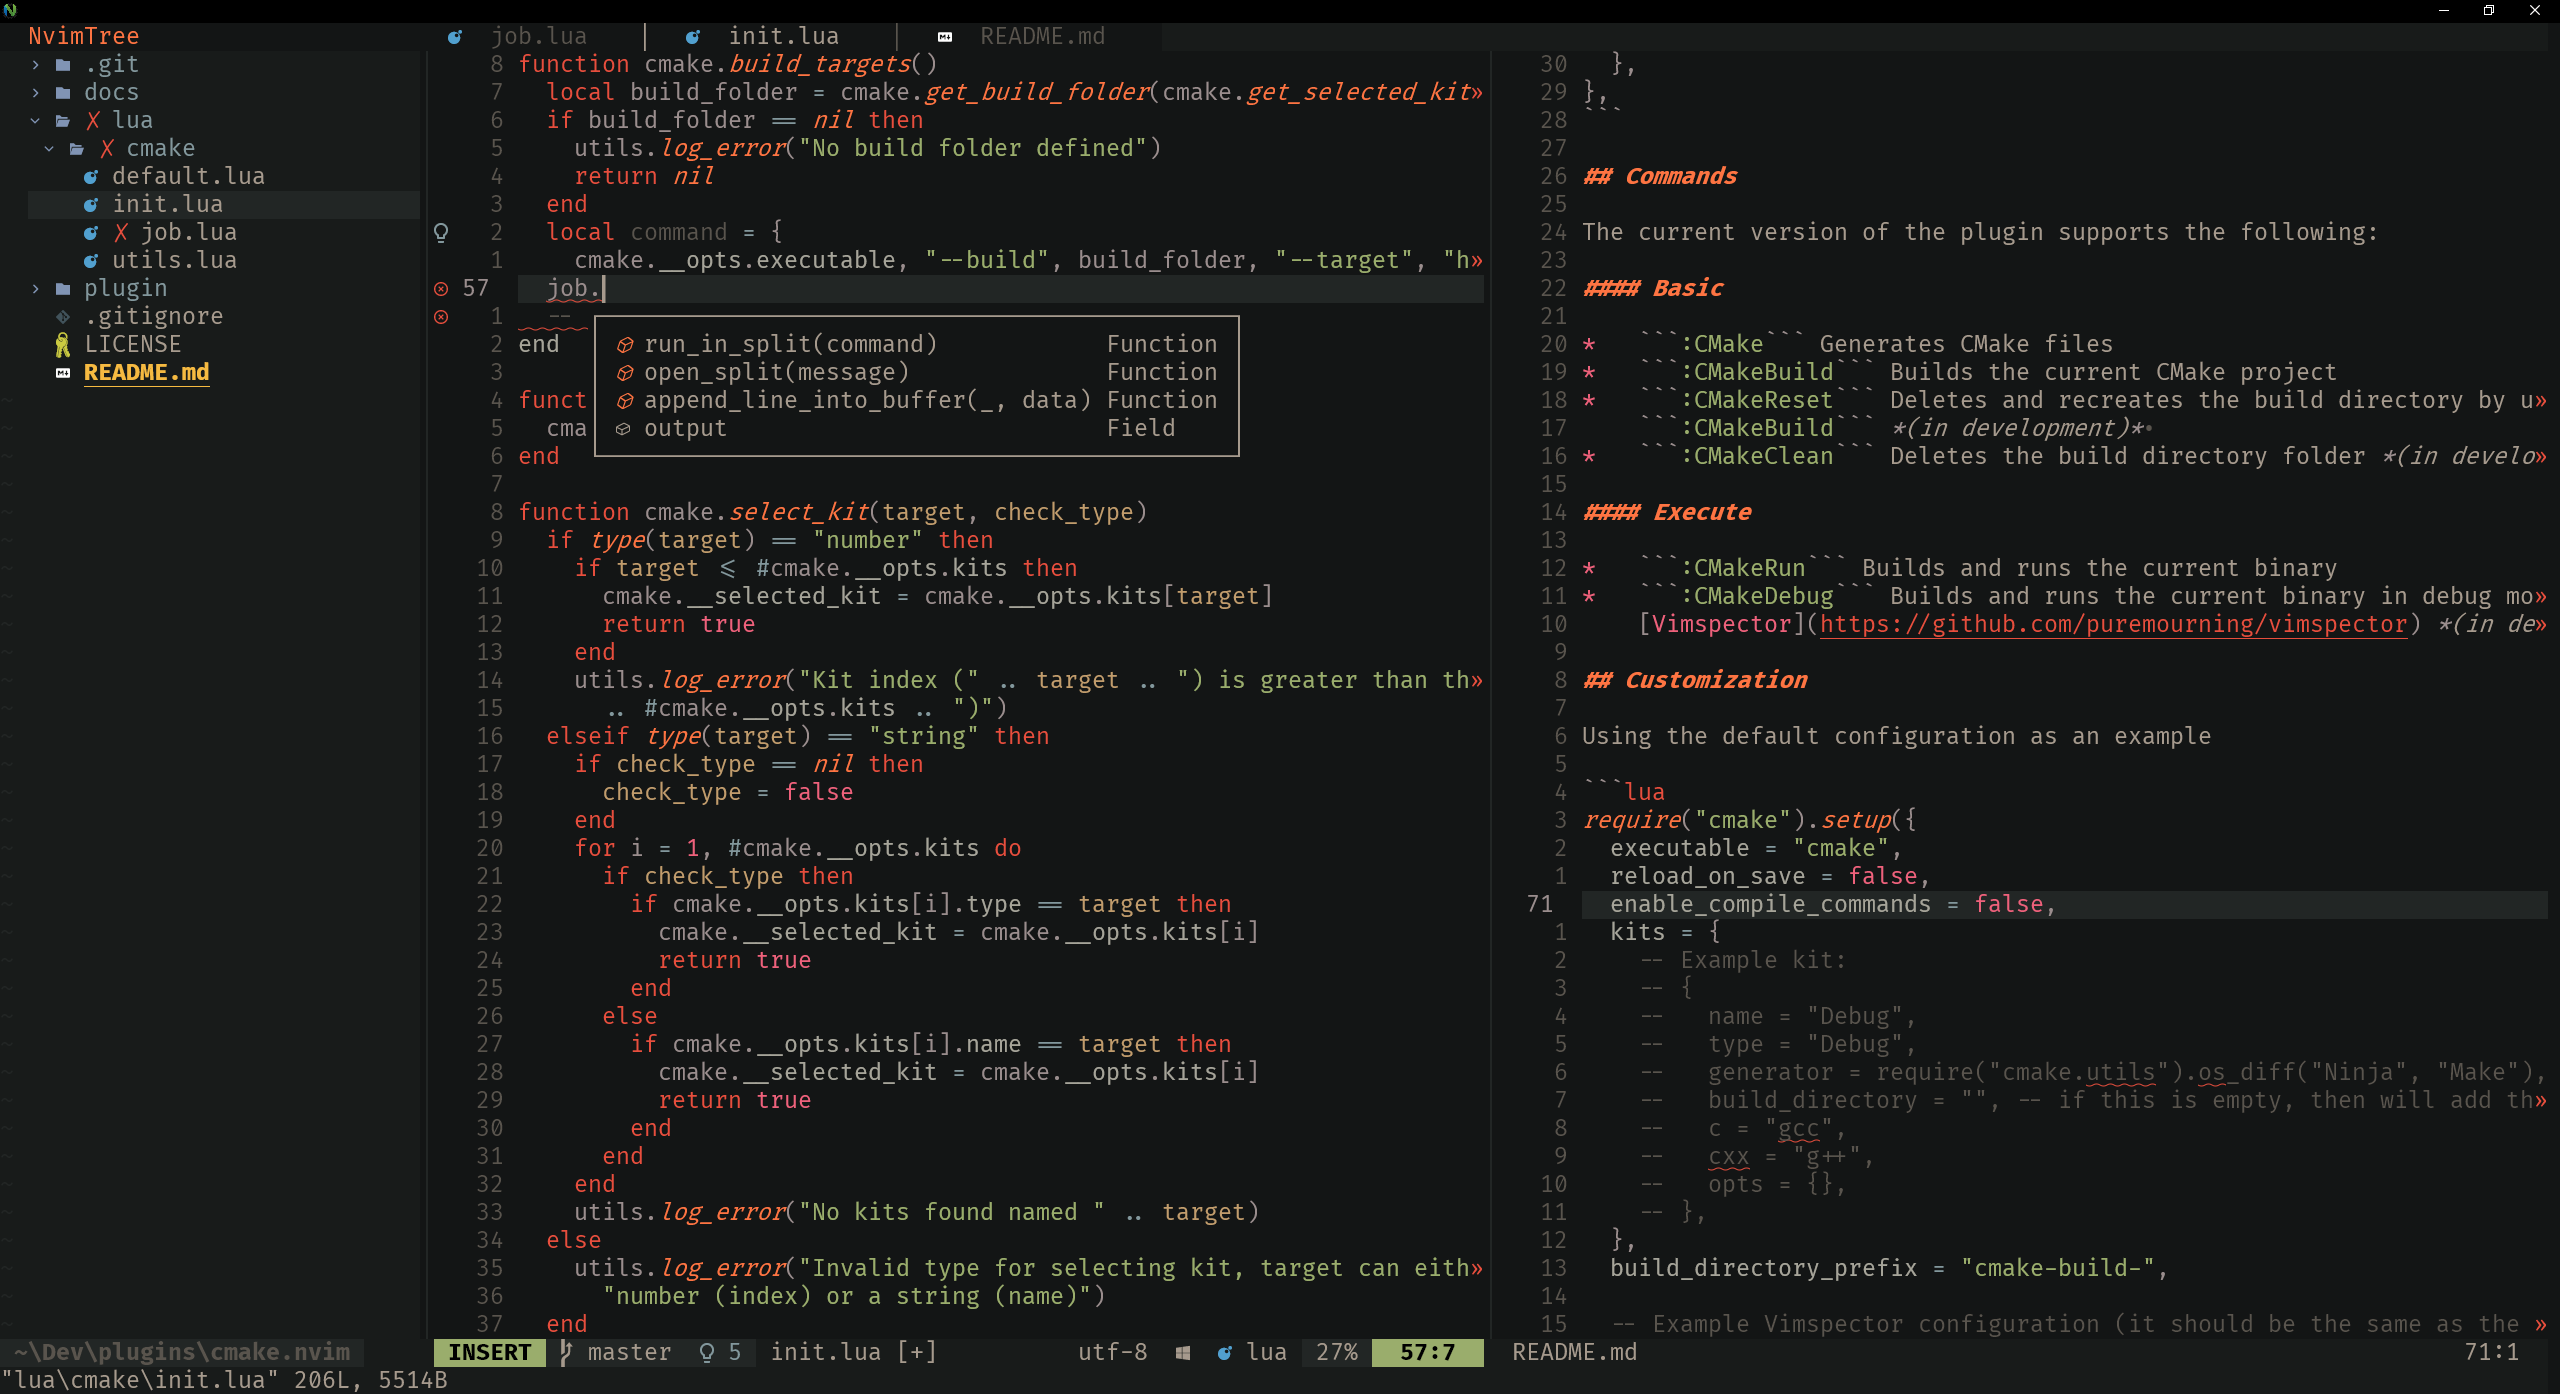 NvimTree
.git
docs
✗ lua
✗ cmake
default.lua
init.lua
✗ job.lua
utils.lua
plugin
.gitignore
LICENSE
README.md
~\Dev\plugins\cmake.nvim
job.lua
init.lua
README.md
8 function cmake.build_targets()
7   local build_folder = cmake.get_build_folder(cmake.get_selected_kit»
6   if build_folder == nil then
5     utils.log_error("No build folder defined")
4     return nil
3   end
2   local command = {
1     cmake.__opts.executable, "--build", build_folder, "--target", "h»
57   job.
1   --
2 end
3
4 funct
5   cma
6 end
run_in_split(command) Function
open_split(message) Function
append_line_into_buffer(_, data) Function
output Field
7
8 function cmake.select_kit(target, check_type)
9   if type(target) == "number" then
10     if target <= #cmake.__opts.kits then
11       cmake.__selected_kit = cmake.__opts.kits[target]
12       return true
13     end
14     utils.log_error("Kit index (" .. target .. ") is greater than th»
15       .. #cmake.__opts.kits .. ")")
16   elseif type(target) == "string" then
17     if check_type == nil then
18       check_type = false
19     end
20     for i = 1, #cmake.__opts.kits do
21       if check_type then
22         if cmake.__opts.kits[i].type == target then
23           cmake.__selected_kit = cmake.__opts.kits[i]
24           return true
25         end
26       else
27         if cmake.__opts.kits[i].name == target then
28           cmake.__selected_kit = cmake.__opts.kits[i]
29           return true
30         end
31       end
32     end
33     utils.log_error("No kits found named " .. target)
34   else
35     utils.log_error("Invalid type for selecting kit, target can eith»
36       "number (index) or a string (name)")
37   end
INSERT master 5 init.lua [+] utf-8 lua 27% 57:7
30   },
29 },
28 ```
27
26 ## Commands
25
24 The current version of the plugin supports the following:
23
22 #### Basic
21
20 *   ```:CMake``` Generates CMake files
19 *   ```:CMakeBuild``` Builds the current CMake project
18 *   ```:CMakeReset``` Deletes and recreates the build directory by u»
17     ```:CMakeBuild``` *(in development)*•
16 *   ```:CMakeClean``` Deletes the build directory folder *(in develo»
15
14 #### Execute
13
12 *   ```:CMakeRun``` Builds and runs the current binary
11 *   ```:CMakeDebug``` Builds and runs the current binary in debug mo»
10     [Vimspector](https://github.com/puremourning/vimspector) *(in de»
9
8 ## Customization
7
6 Using the default configuration as an example
5
4 ```lua
3 require("cmake").setup({
2   executable = "cmake",
1   reload_on_save = false,
71   enable_compile_commands = false,
1   kits = {
2     -- Example kit:
3     -- {
4     --   name = "Debug",
5     --   type = "Debug",
6     --   generator = require("cmake.utils").os_diff("Ninja", "Make"),
7     --   build_directory = "", -- if this is empty, then will add th»
8     --   c = "gcc",
9     --   cxx = "g++",
10     --   opts = {},
11     -- },
12   },
13   build_directory_prefix = "cmake-build-",
14
15   -- Example Vimspector configuration (it should be the same as the »
README.md 71:1
"lua\cmake\init.lua" 206L, 5514B